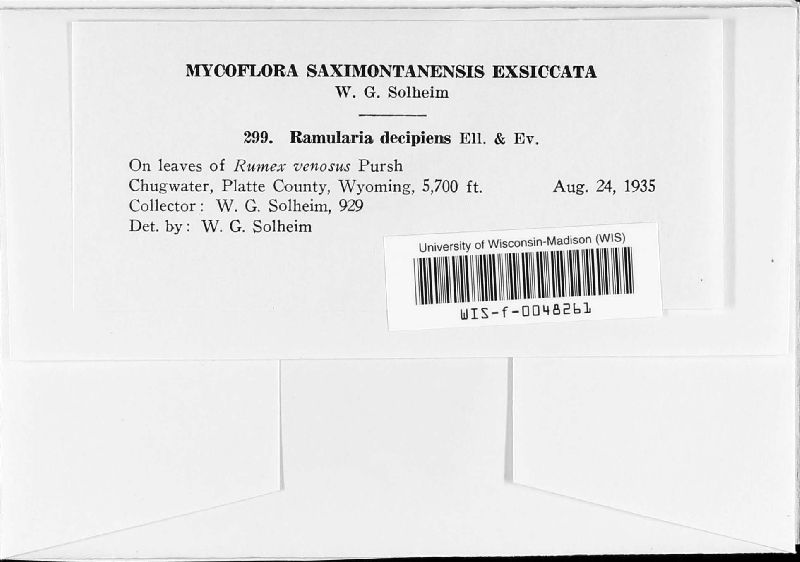 MYCOFLORA SAXIMONTANENSIS EXSICCATA
W. G. Solheim
299. Ramularia decipiens Ell. & Ev.
On leaves of Rumex venosus Pursh
Chugwater, Platte County, Wyoming, 5,700 ft. Aug. 24, 1935
Collector: W. G. Solheim, 929
Det. by: W. G. Solheim
University of Wisconsin-Madison (WIS)
WIS-f-0048261